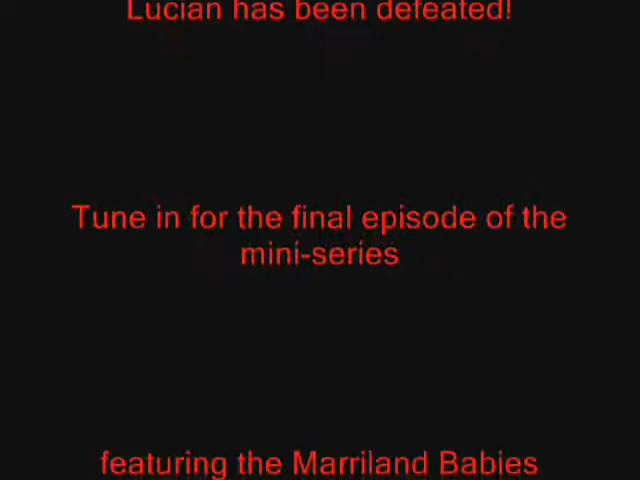 Lucian has been defeated!
Tune in for the final episode of the
mini-series
featuring the Marriland Babies